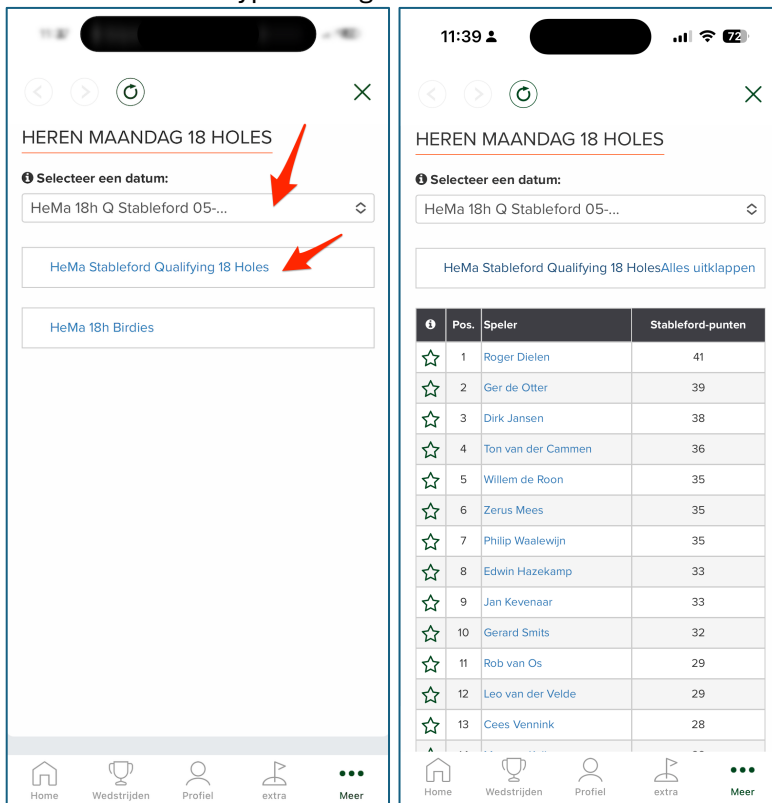 HEREN MAANDAG 18 HOLES
Selecteer een datum:
HeMa 18h Q Stableford 05-...
HeMa Stableford Qualifying 18 Holes
HeMa 18h Birdies
Home Wedstrijden Profiel extra Meer
11:39 72
HEREN MAANDAG 18 HOLES
Selecteer een datum:
HeMa 18h Q Stableford 05-...
HeMa Stableford Qualifying 18 HolesAlles uitklappen
Pos. Speler Stableford-punten
1 Roger Dielen 41
2 Ger de Otter 39
3 Dirk Jansen 38
4 Ton van der Cammen 36
5 Willem de Roon 35
6 Zerus Mees 35
7 Philip Waalewijn 35
8 Edwin Hazekamp 33
9 Jan Kevenaar 33
10 Gerard Smits 32
11 Rob van Os 29
12 Leo van der Velde 29
13 Cees Vennink 28
Home Wedstrijden Profiel extra Meer